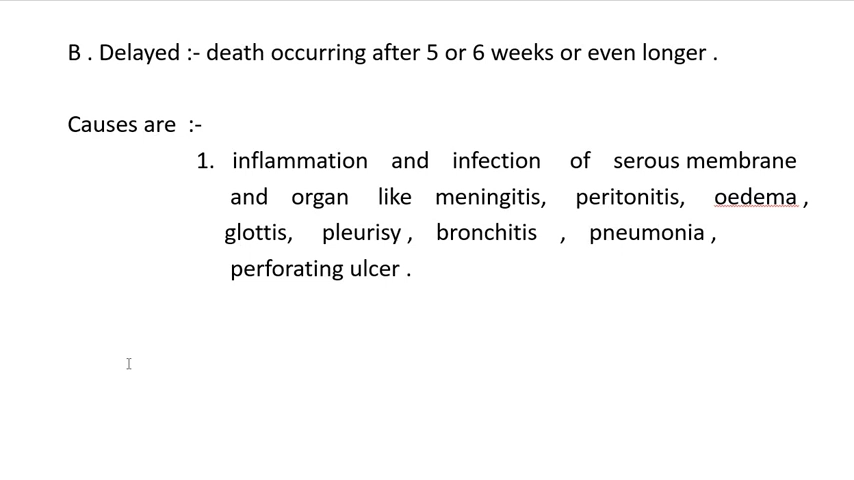 B . Delayed :- death occurring after 5 or 6 weeks or even longer .
Causes are :-
1. inflammation and infection of serous membrane
and organ like meningitis, peritonitis, oedema ,
glottis, pleurisy , bronchitis , pneumonia ,
perforating ulcer .